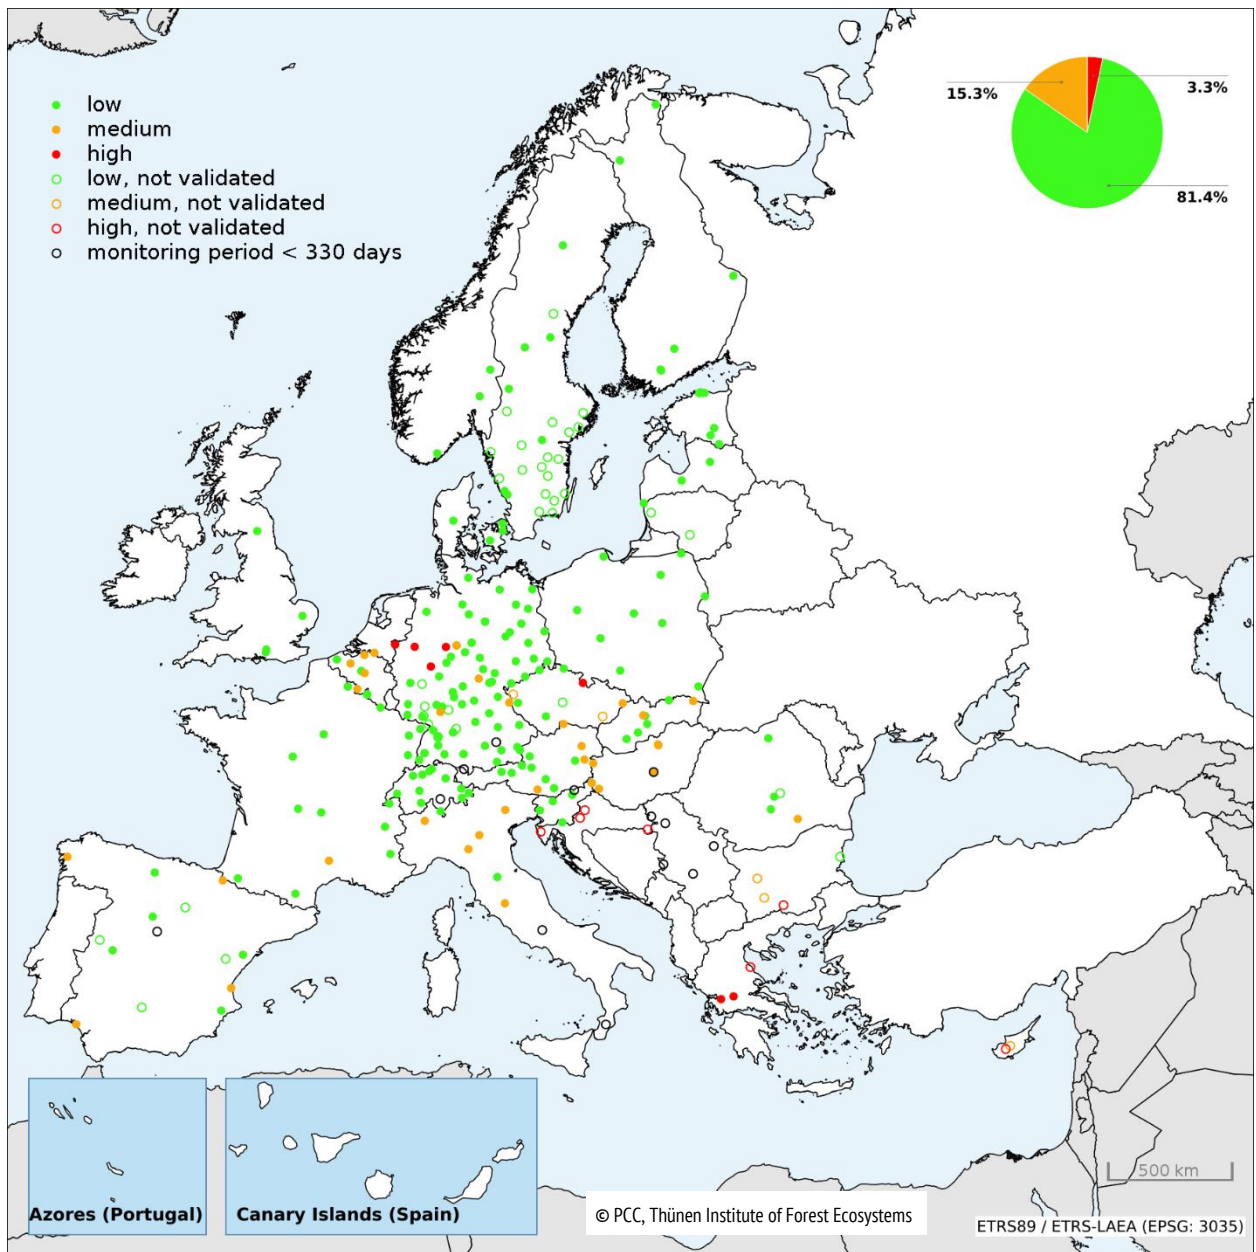 low
medium
high
low, not validated
medium, not validated
high, not validated
monitoring period < 330 days
15.3%
3.3%
81.4%
500 km
Azores (Portugal)
Canary Islands (Spain)
© PCC, Thünen Institute of Forest Ecosystems
ETRS89 / ETRS-LAEA (EPSG: 3035)